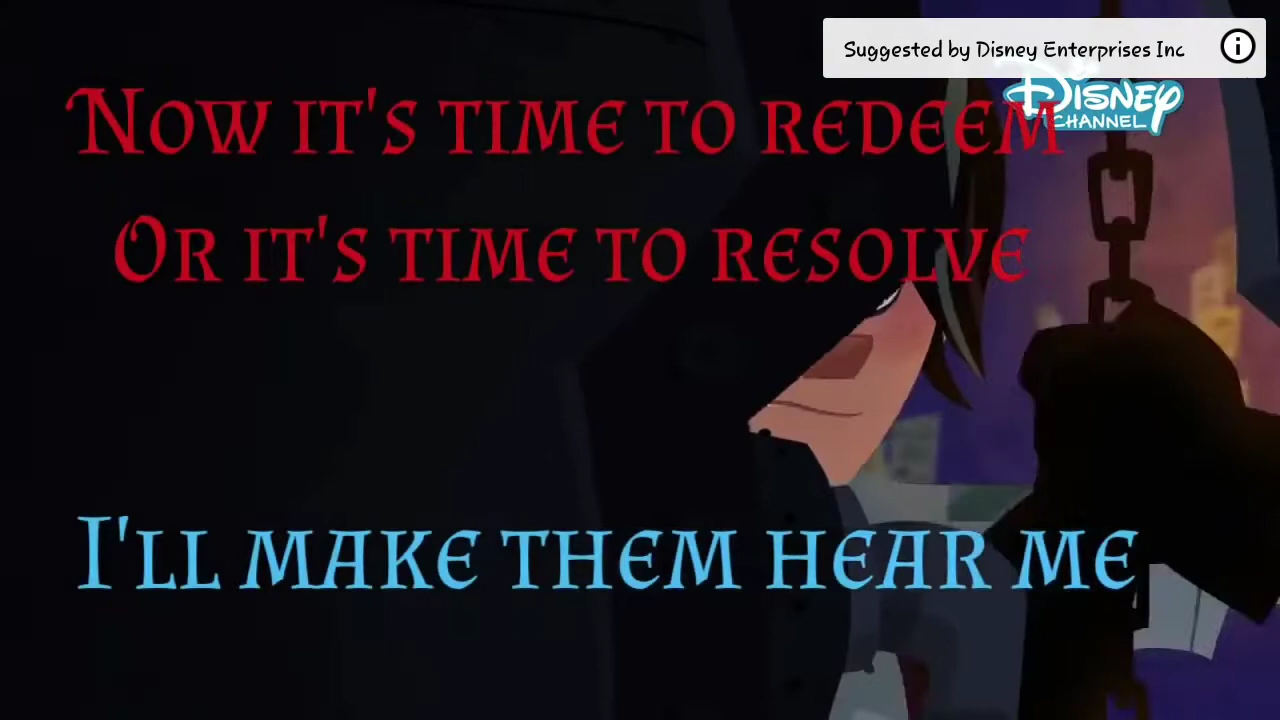 Suggested by Disney Enterprises Inc
Disney
CHANNEL
NOW IT'S TIME TO REDEEM
OR IT'S TIME TO RESOLVE
I'LL MAKE THEM HEAR ME